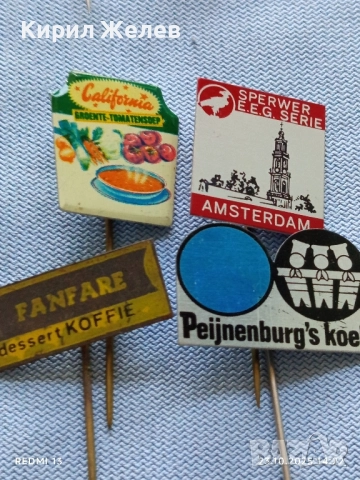 Кирил Желев
California
GROENTE-TOMATENSOEP
SPERWER
E.E.G. SERIE
AMSTERDAM
FANFARE
dessert KOFFIE
Peijnenburg's koe
REDMI 13